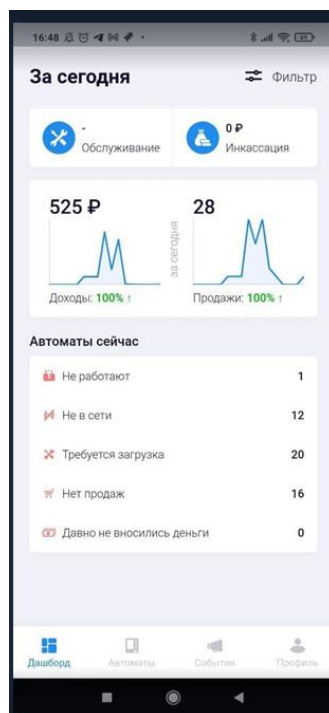 16:48
За сегодня
Фильтр
-
Обслуживание
0 ₽
Инкассация
525 ₽
28
за сегодня
Доходы: 100% ↑
Продажи: 100% ↑
Автоматы сейчас
Не работают 1
Не в сети 12
Требуется загрузка 20
Нет продаж 16
Давно не вносились деньги 0
Дашборд
Автоматы
События
Профиль